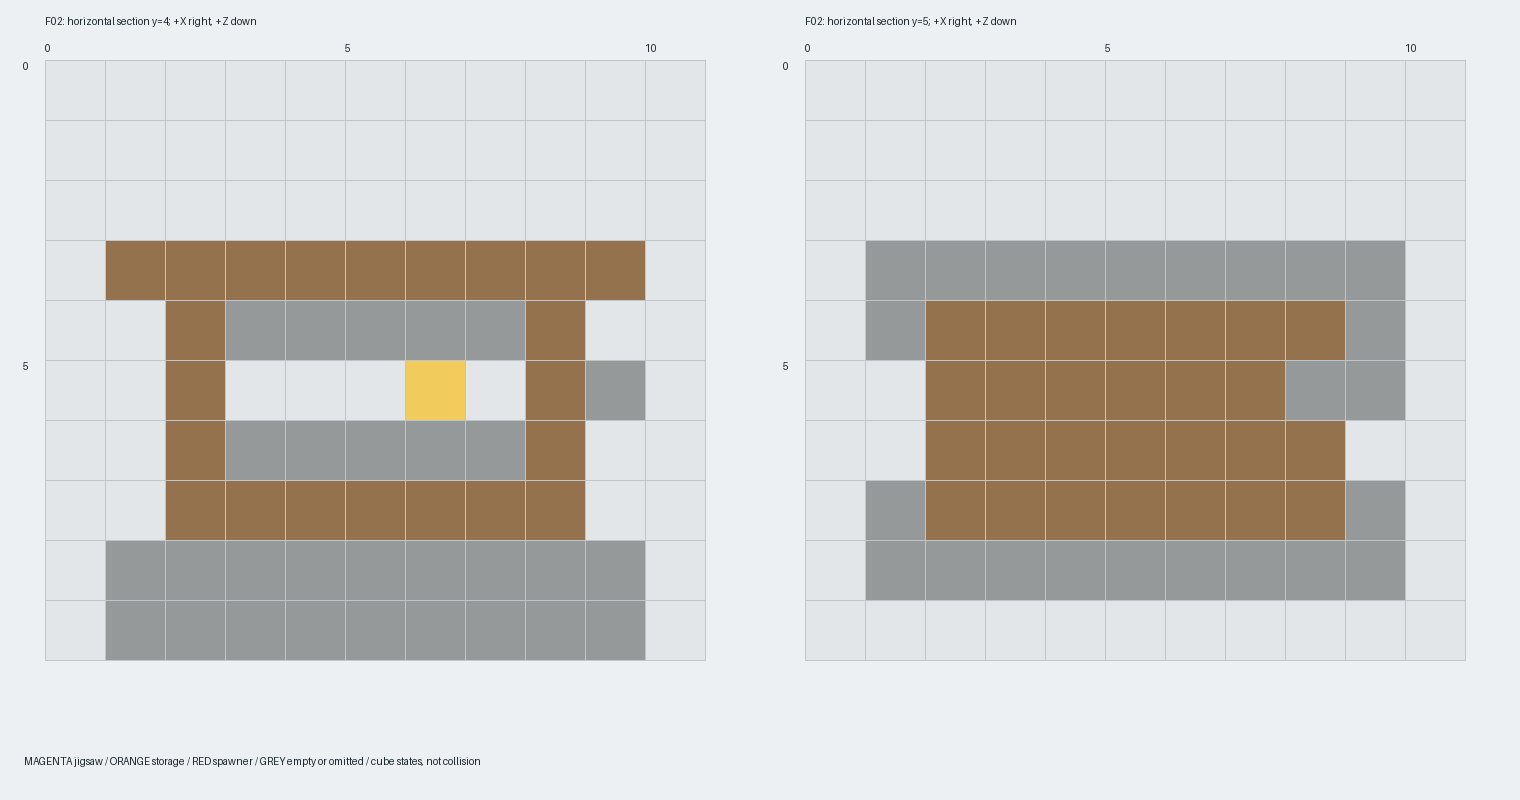 F02: horizontal section y=4; +X right, +Z down
F02: horizontal section y=5; +X right, +Z down
0 5 10
0 5 10
0 0
5 5
MAGENTA jigsaw / ORANGE storage / RED spawner / GREY empty or omitted / cube states, not collision